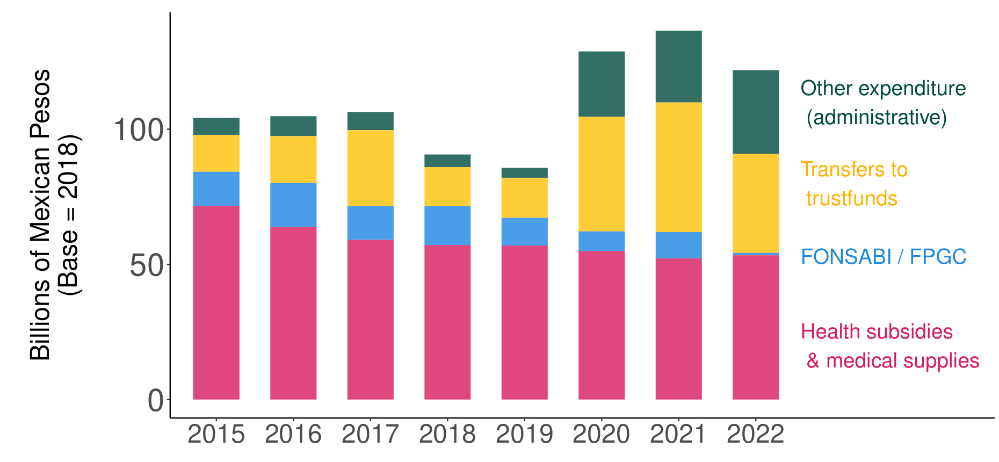 Billions of Mexican Pesos
(Base = 2018)
100
50
0
2015 2016 2017 2018 2019 2020 2021 2022
Other expenditure
(administrative)
Transfers to
trustfunds
FONSABI / FPGC
Health subsidies
& medical supplies